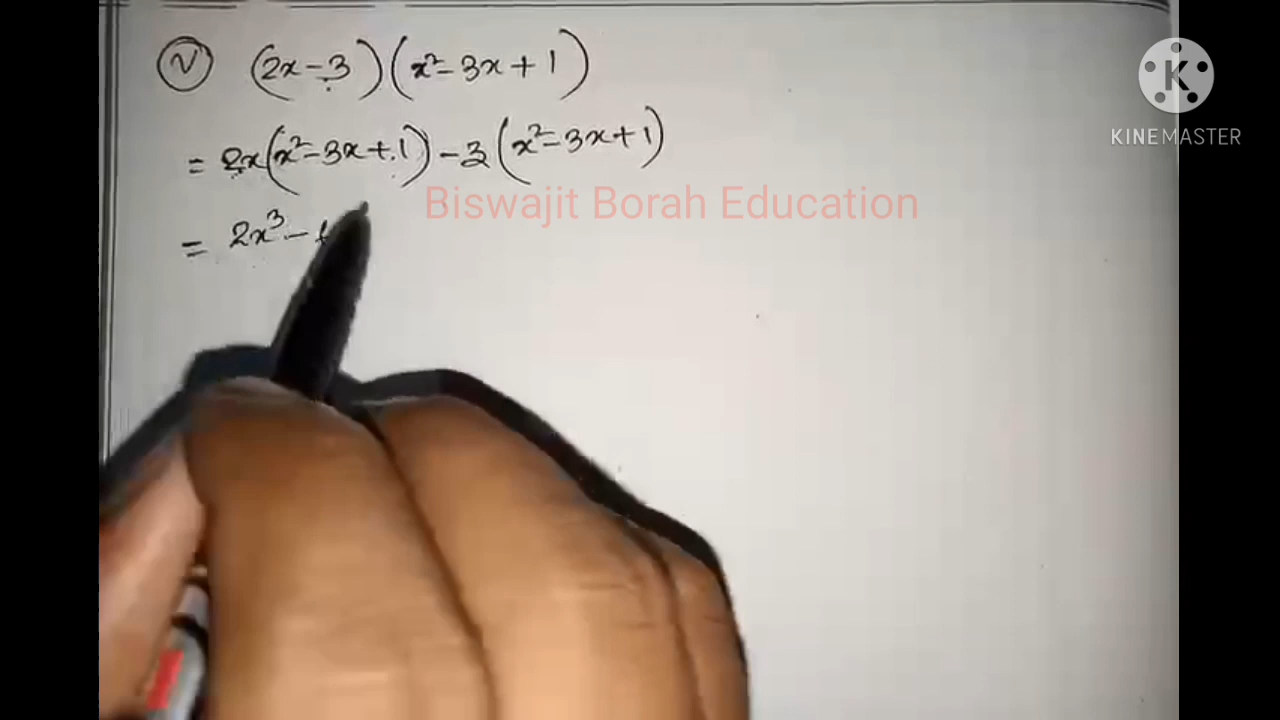 (v) (2x-3)(x²-3x+1)
= 2x(x²-3x+1)-3(x²-3x+1)
= 2x³-
Biswajit Borah Education
K
KINEMASTER